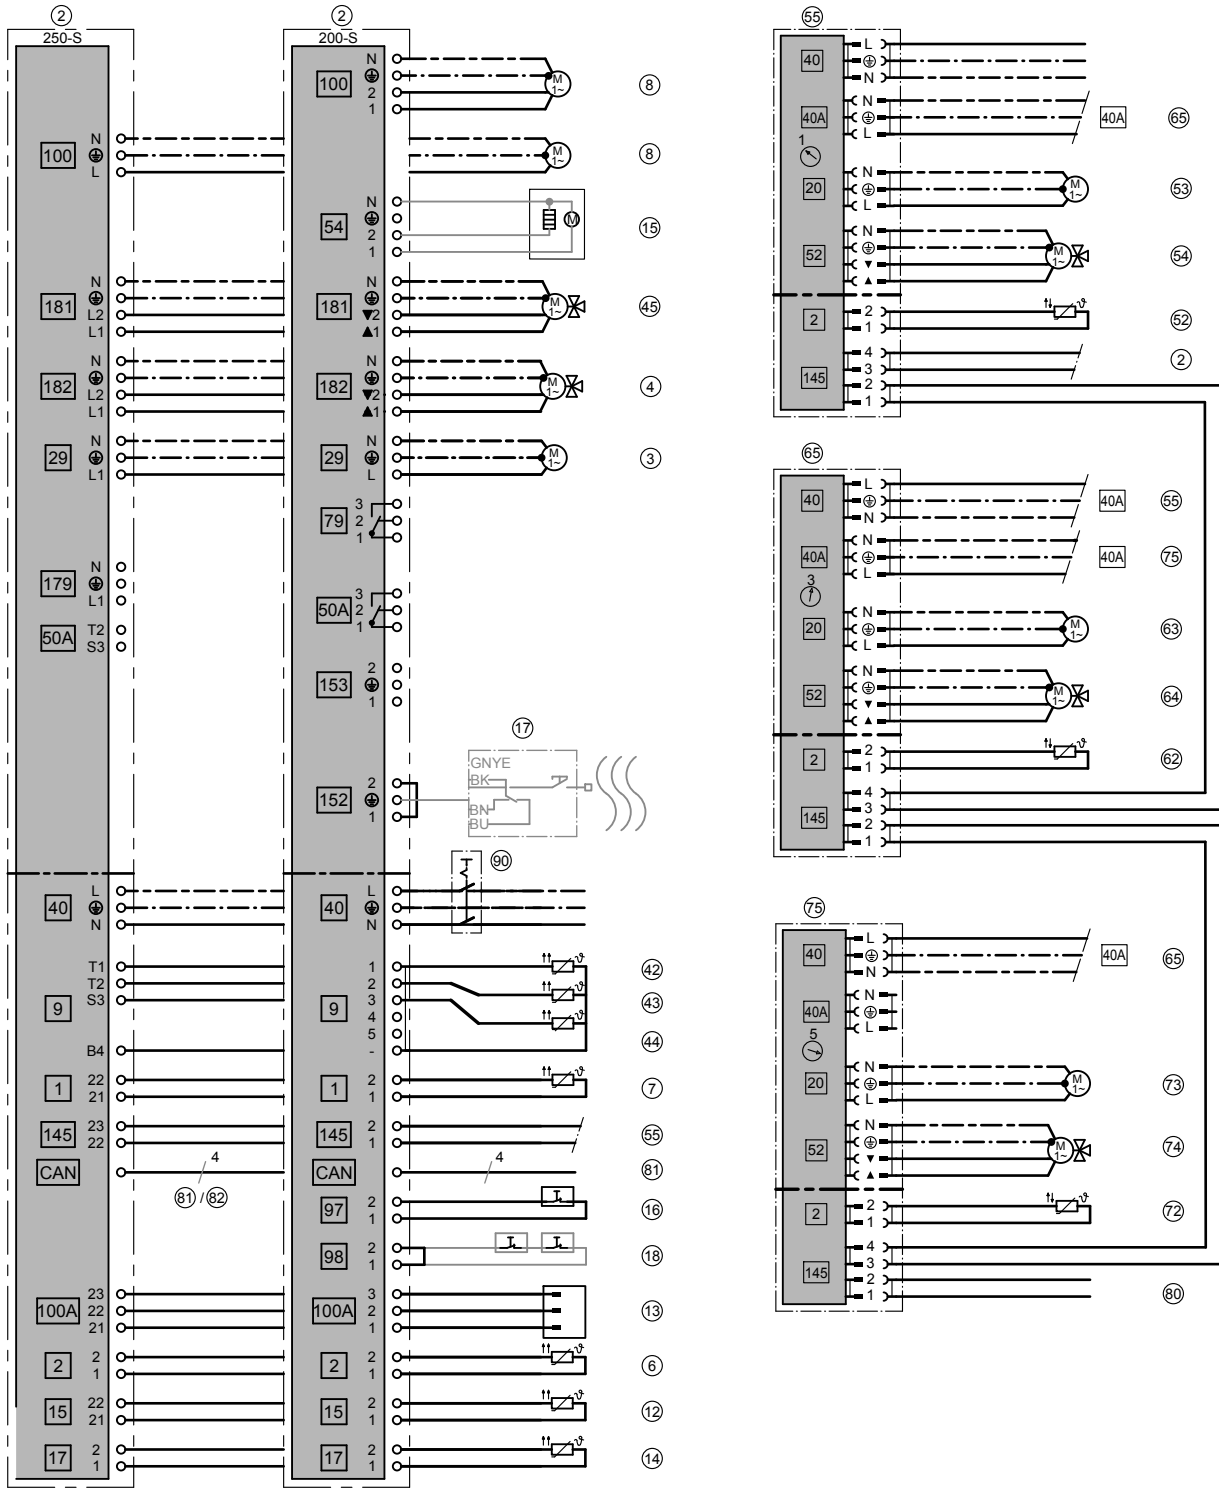 2
250-S
N
100
L
N
181
L2
L1
N
182
L2
L1
N
29
L1
N
179
L1
50A T2
S3
L
40
N
T1
T2
S3
9
B4
22
1
21
23
145
22
CAN
4
81 / 82
23
100A 22
21
2
2
1
22
15
21
2
17
1
2
200-S
N
100
2
1
M
1~
8
M
1~
8
N
54
2
1
M
15
N
181
▼2
▲1
M
1~
45
N
182
▼2
▲1
M
1~
4
N
29
L
M
1~
3
3
79 2
1
3
50A 2
1
2
153
1
17
GNYE
BK
BN
BU
2
152
1
90
L
40
N
1
2
3
9
4
5
-
↑↑ ϑ
42
↑↑ ϑ
43
↑↑ ϑ
44
2
1
1
↑↑ ϑ
7
2
145
1
55
CAN
4
81
2
97
1
16
2
98
1
18
3
100A 2
1
13
2
2
1
↑↑ ϑ
6
2
15
1
↑↑ ϑ
12
2
17
1
↑↑ ϑ
14
55
L
40
N
N
40A
L
40A 65
1
N
20
L
M
1~
53
N
52
▼
▲
M
1~
54
2
2
1
↑↓ ϑ
52
4
3
145
2
1
2
65
L
40
N
40A 55
N
40A
L
40A 75
3
N
20
L
M
1~
63
N
52
▼
▲
M
1~
64
2
2
1
↑↓ ϑ
62
4
3
145 2
1
75
L
40
N
40A 65
N
40A
L
5
N
20
L
M
1~
73
N
52
▼
▲
M
1~
74
2
2
1
↑↓ ϑ
72
4
3
145
2
1
80